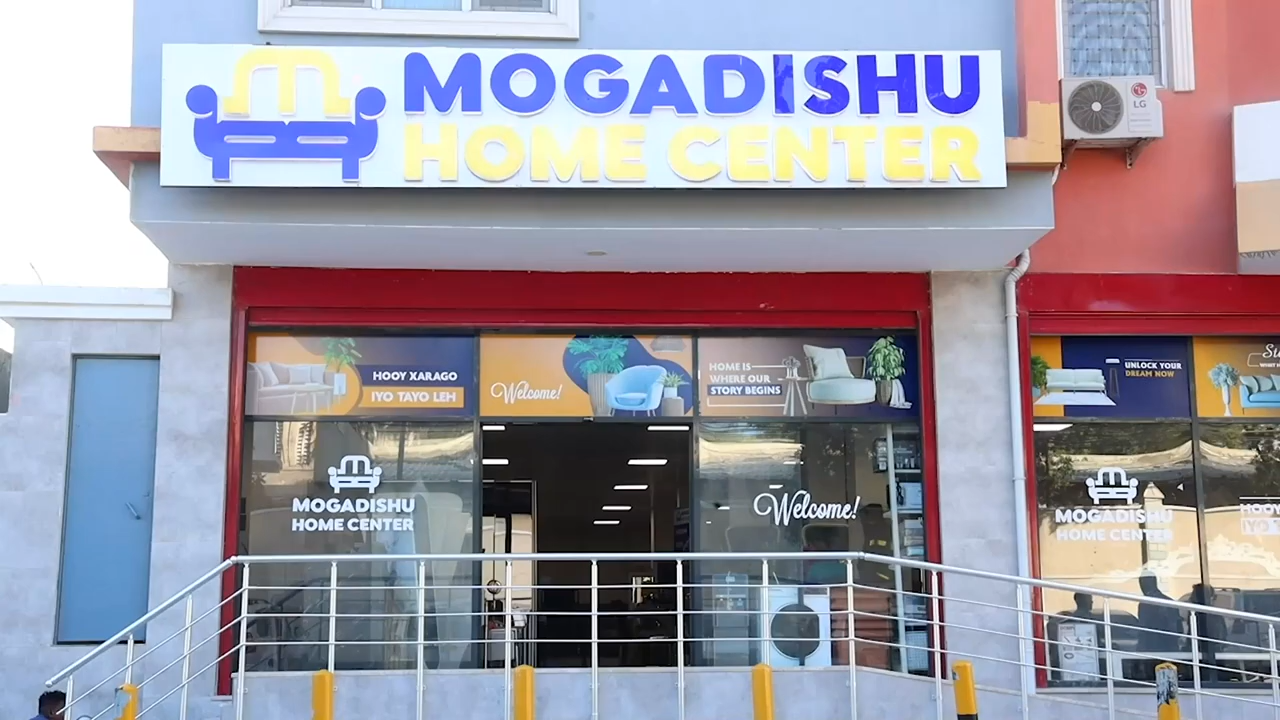 MOGADISHU
HOME CENTER
LG
HOOY XARAGO
IYO TAYO LEH
Welcome!
HOME IS
WHERE OUR
STORY BEGINS
UNLOCK YOUR
DREAM NOW
MOGADISHU
HOME CENTER
Welcome!
MOGADISHU
HOME CENTER